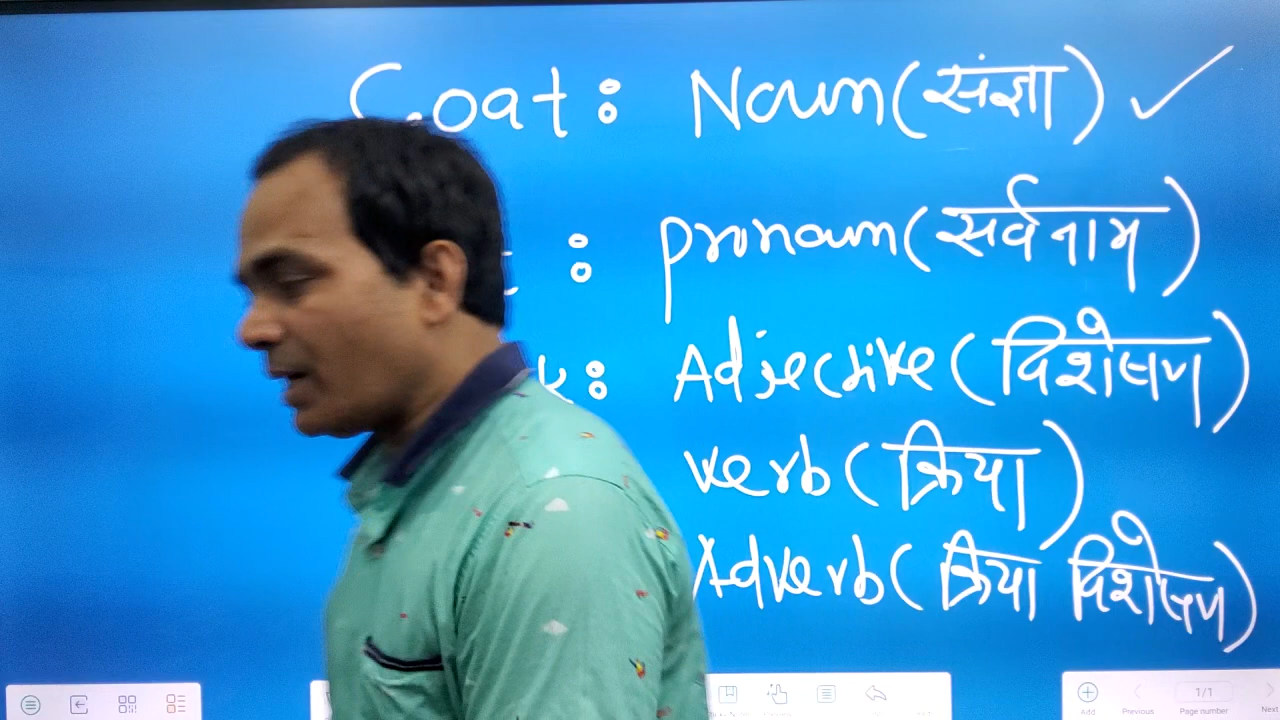 Coat : Noun (संज्ञा) ✓
: pronoun (सर्वनाम)
: Adjective (विशेषण)
verb (क्रिया)
Adverb (क्रिया विशेषण)
Add Previous 1/1 Page number Next